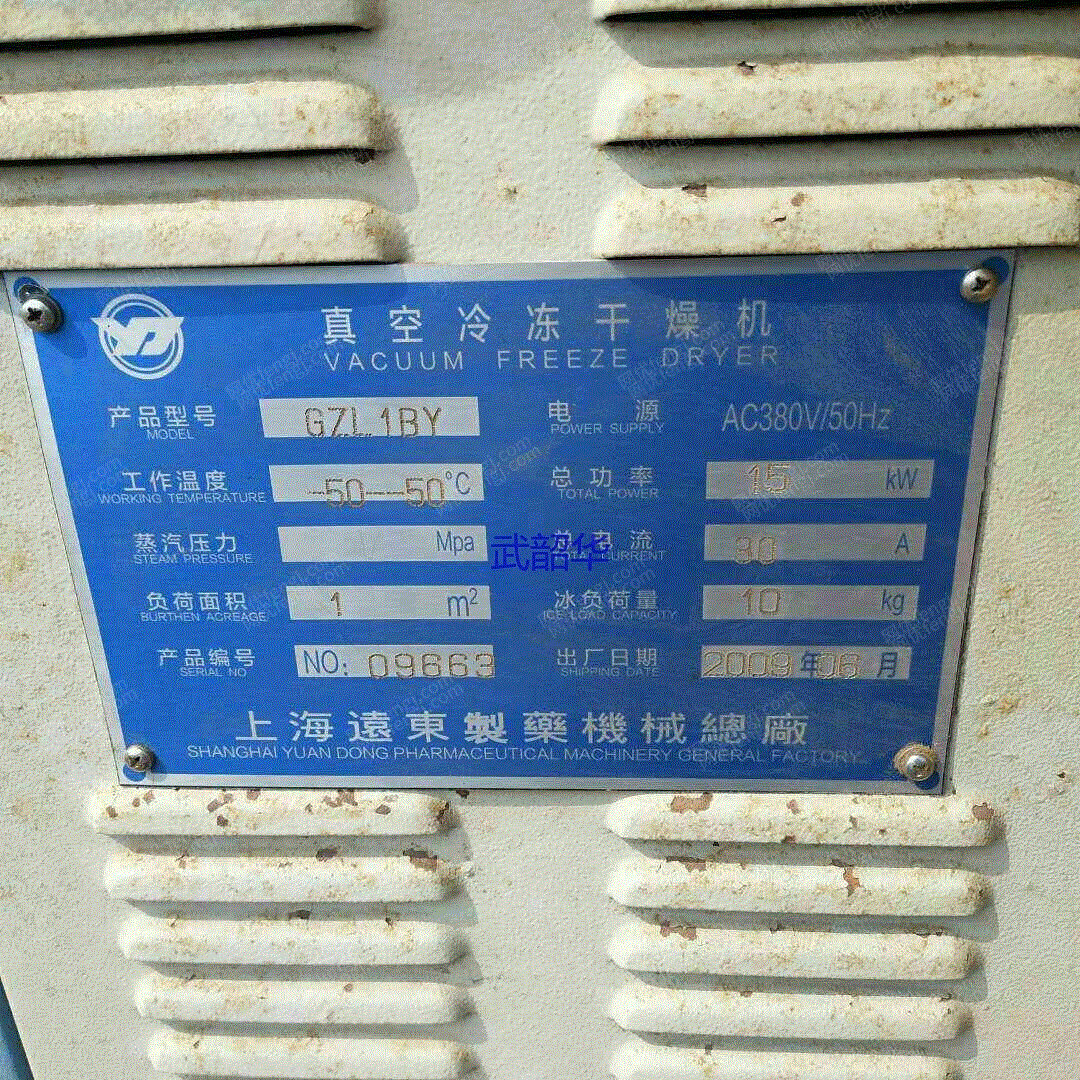 真空冷冻干燥机
VACUUM FREEZE DRYER
产品型号 GZL1BY 电源 AC380V/50Hz
MODEL POWER SUPPLY
工作温度 -50--50°C 总功率 15 kW
WORKING TEMPERATURE TOTAL POWER
蒸汽压力 Mpa 武韶华 流 30 A
STEAM PRESSURE CURRENT
负荷面积 1 m² 冰负荷量 10 kg
BURTHEN ACREAGE ICE LOAD CAPACITY
产品编号 NO: 09663 出厂日期 2009年06月
SERIAL NO SHIPPING DATE
上海遠東製藥機械總廠
SHANGHAI YUAN DONG PHARMACEUTICAL MACHINERY GENERAL FACTORY